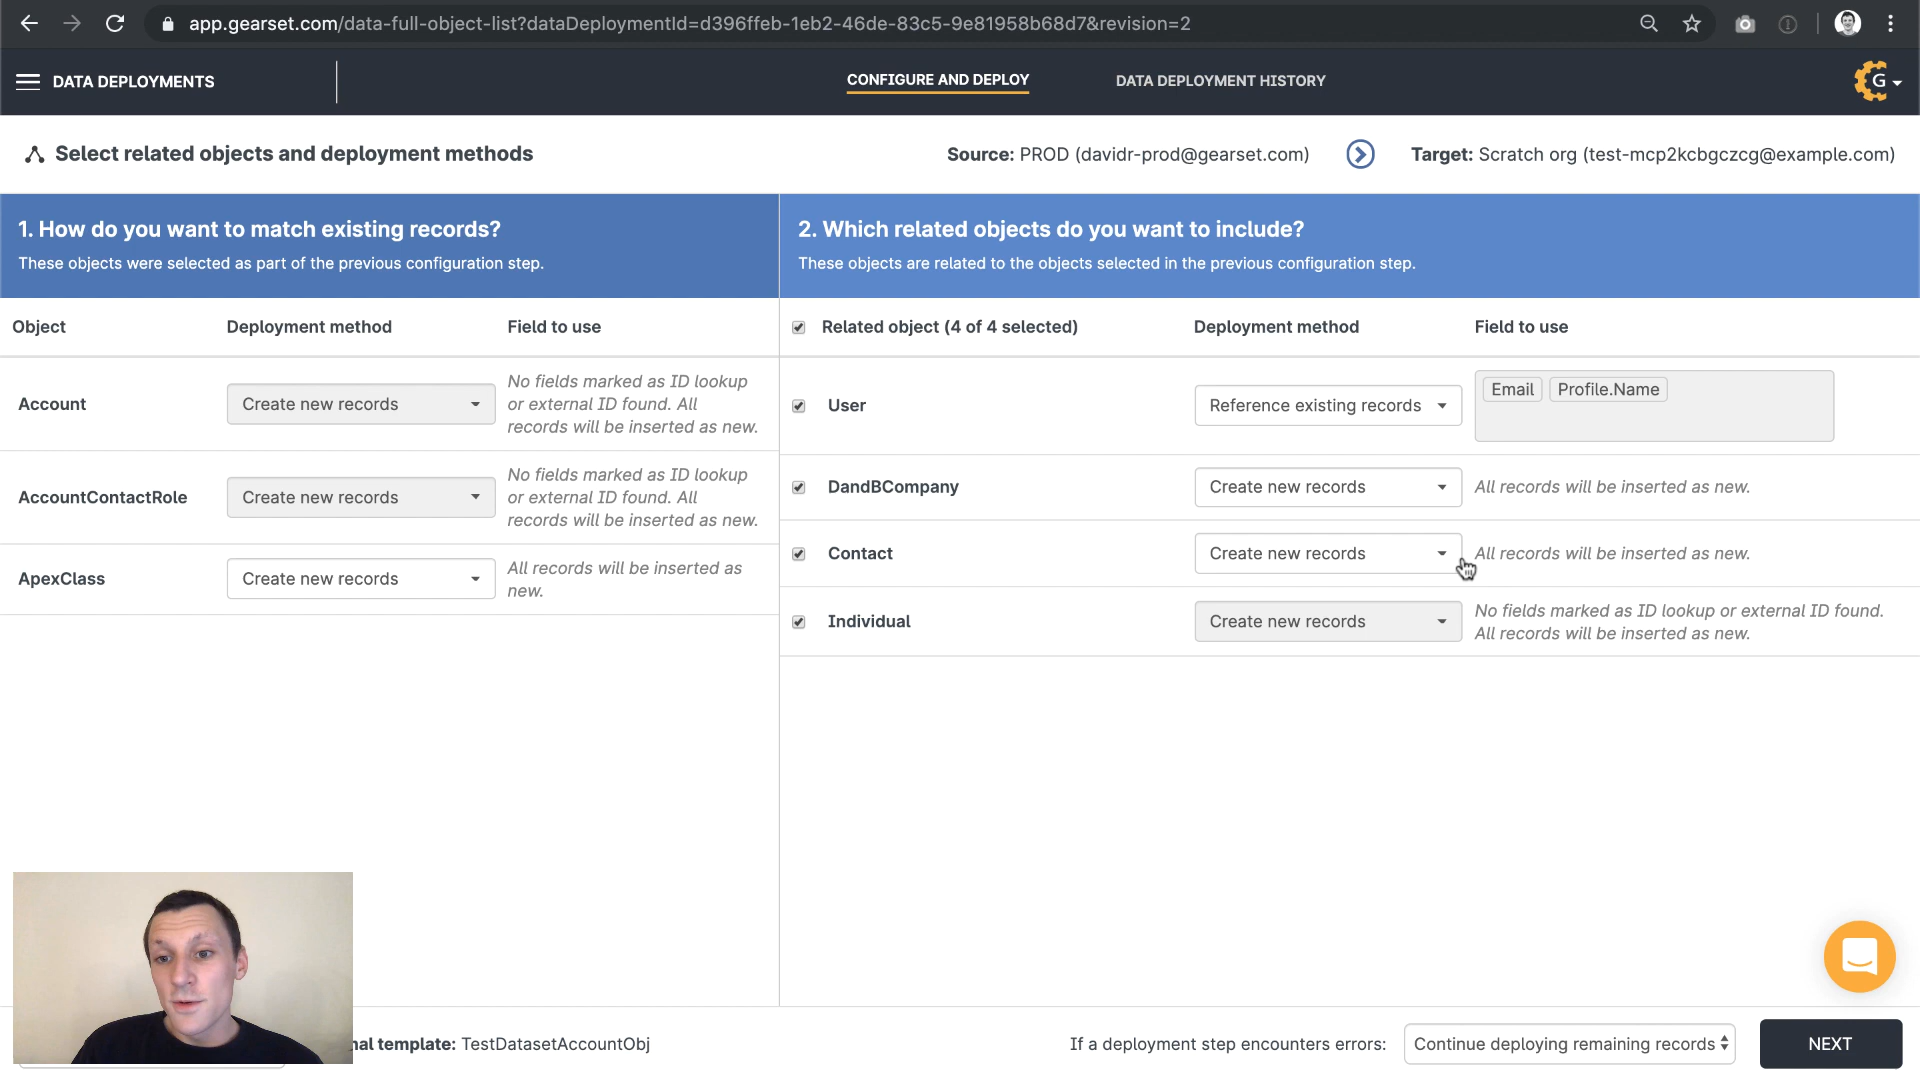 app.gearset.com/data-full-object-list?dataDeploymentId=d396ffeb-1eb2-46de-83c5-9e81958b68d7&revision=2
DATA DEPLOYMENTS
CONFIGURE AND DEPLOY
DATA DEPLOYMENT HISTORY
G
Select related objects and deployment methods
Source: PROD (davidr-prod@gearset.com)
Target: Scratch org (test-mcp2kcbgczcg@example.com)
1. How do you want to match existing records?
These objects were selected as part of the previous configuration step.
Object Deployment method Field to use
Account Create new records No fields marked as ID lookup
or external ID found. All
records will be inserted as new.
AccountContactRole Create new records No fields marked as ID lookup
or external ID found. All
records will be inserted as new.
ApexClass Create new records All records will be inserted as
new.
2. Which related objects do you want to include?
These objects are related to the objects selected in the previous configuration step.
Related object (4 of 4 selected) Deployment method Field to use
User Reference existing records Email Profile.Name
DandBCompany Create new records All records will be inserted as new.
Contact Create new records All records will be inserted as new.
Individual Create new records No fields marked as ID lookup or external ID found.
All records will be inserted as new.
nal template: TestDatasetAccountObj
If a deployment step encounters errors: Continue deploying remaining records
NEXT